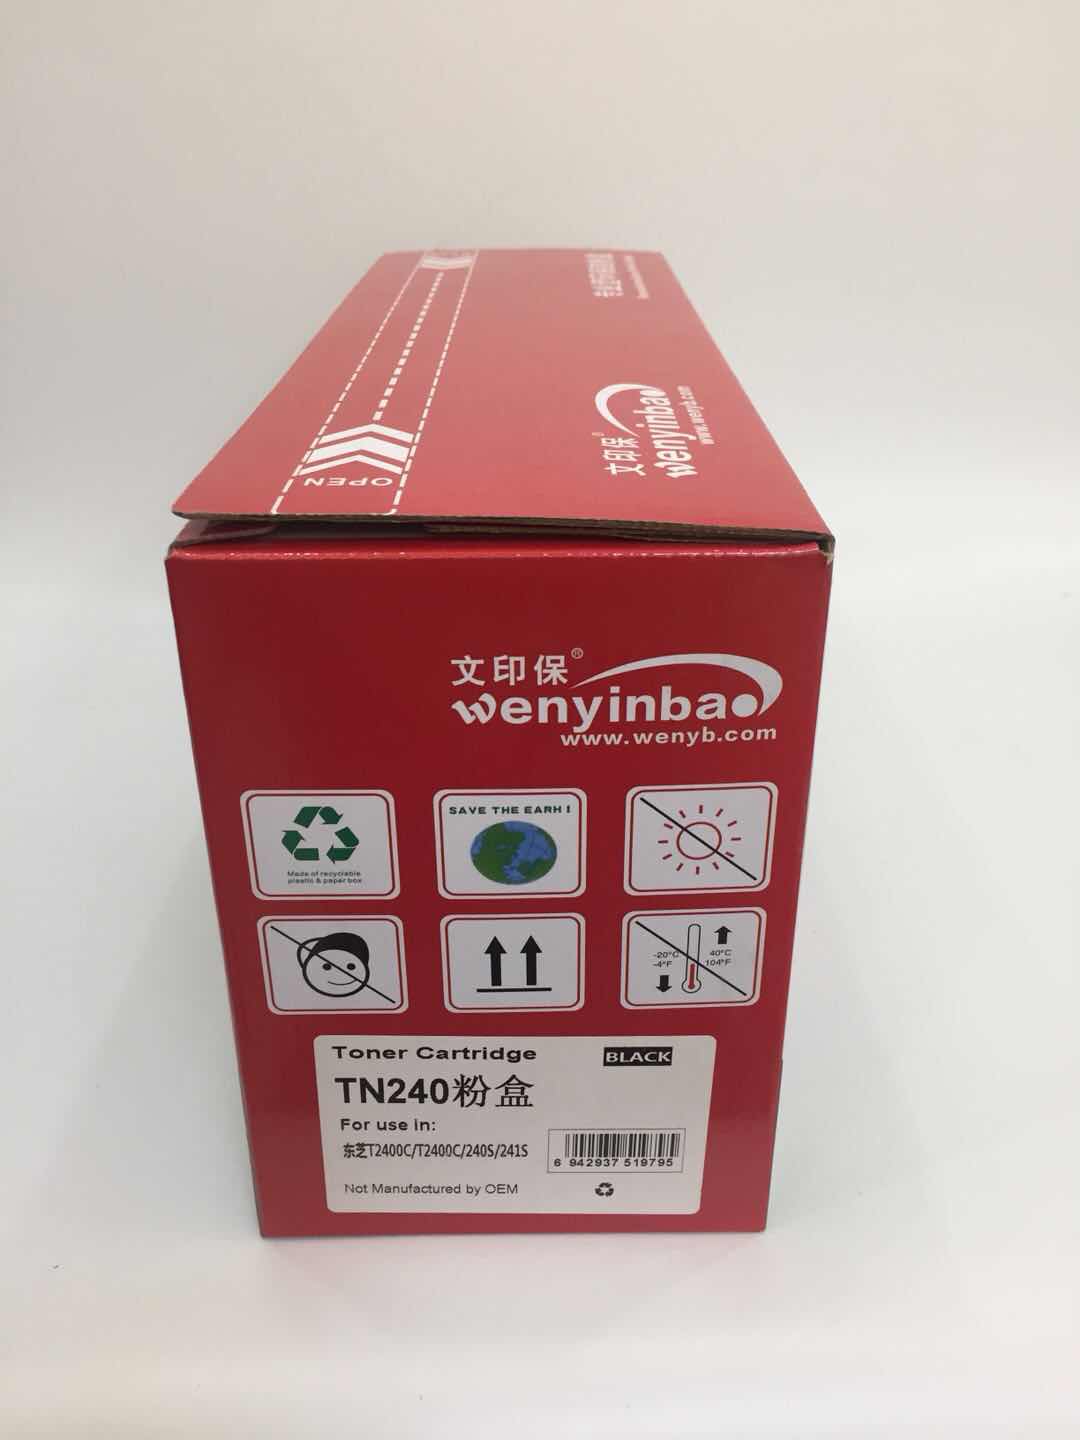 文印保®
wenyinbao
www.wenyb.com
OPEN
文印保®
wenyinbao
www.wenyb.com
Made of recyclable
plastic & paper box
SAVE THE EARH !
-20°C
-4°F
40°C
104°F
Toner Cartridge
BLACK
TN240粉盒
For use in:
东芝T2400C/T2400C/240S/241S
6 942937 519795
Not Manufactured by OEM